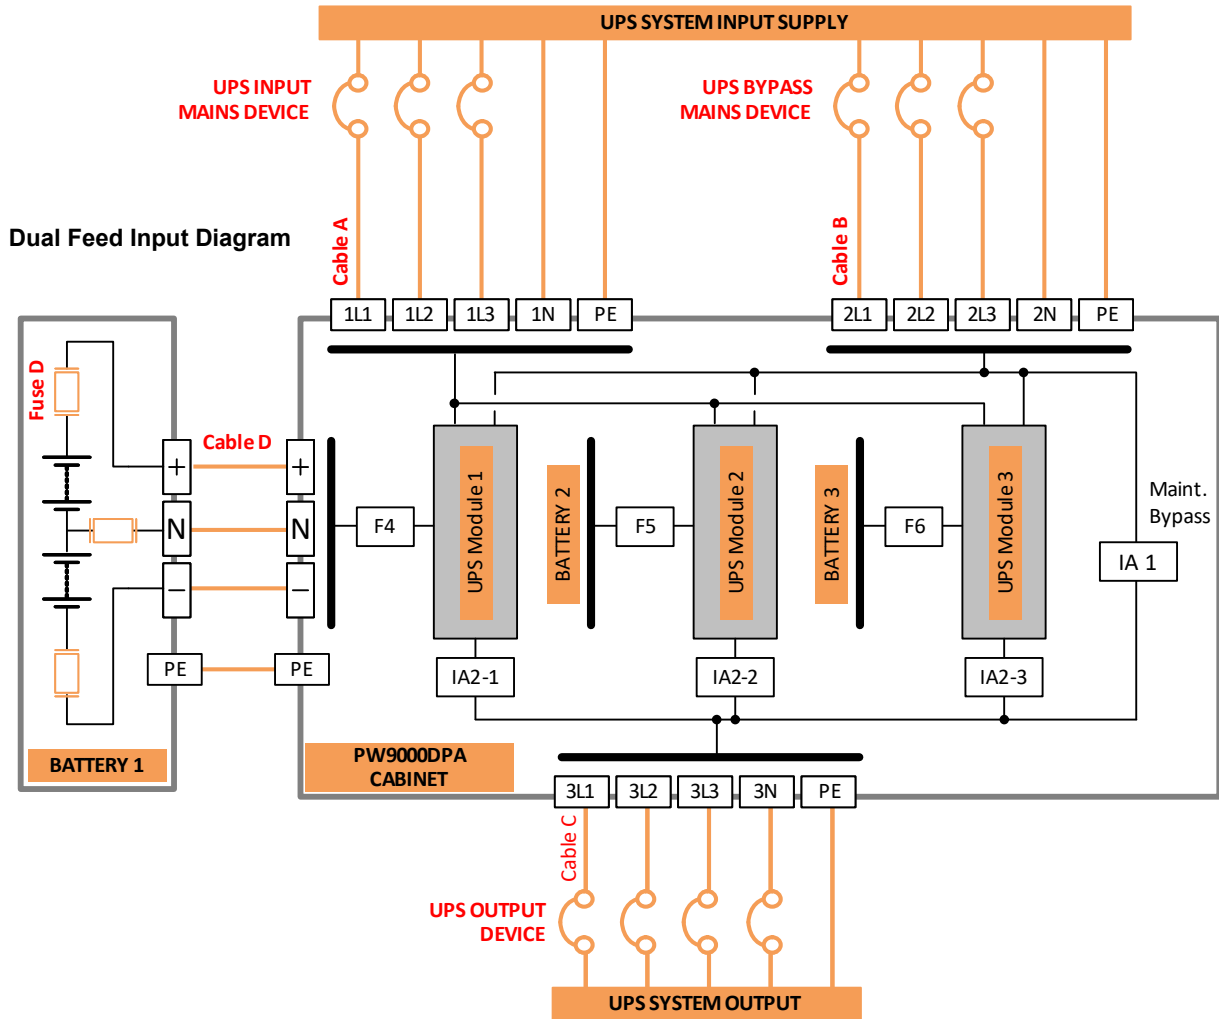 UPS SYSTEM INPUT SUPPLY
UPS INPUT
MAINS DEVICE
UPS BYPASS
MAINS DEVICE
Cable A
Cable B
Dual Feed Input Diagram
1L1
1L2
1L3
1N
PE
2L1
2L2
2L3
2N
PE
Fuse D
Cable D
+
+
N
N
−
−
PE
PE
F4
UPS Module 1
BATTERY 2
F5
UPS Module 2
BATTERY 3
F6
UPS Module 3
Maint.
Bypass
IA 1
IA2-1
IA2-2
IA2-3
BATTERY 1
PW9000DPA
CABINET
3L1
3L2
3L3
3N
PE
Cable C
UPS OUTPUT
DEVICE
UPS SYSTEM OUTPUT